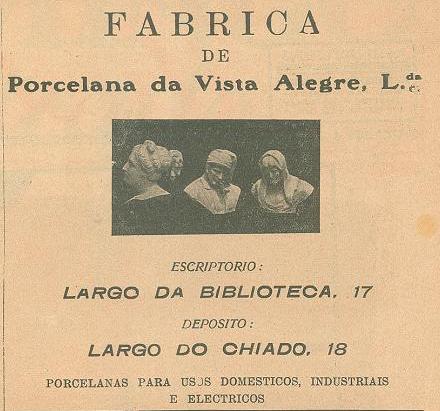 FABRICA
DE
Porcelana da Vista Alegre, L.da
ESCRIPTORIO:
LARGO DA BIBLIOTECA, 17
DEPOSITO:
LARGO DO CHIADO, 18
PORCELANAS PARA USOS DOMESTICOS, INDUSTRIAIS
E ELECTRICOS